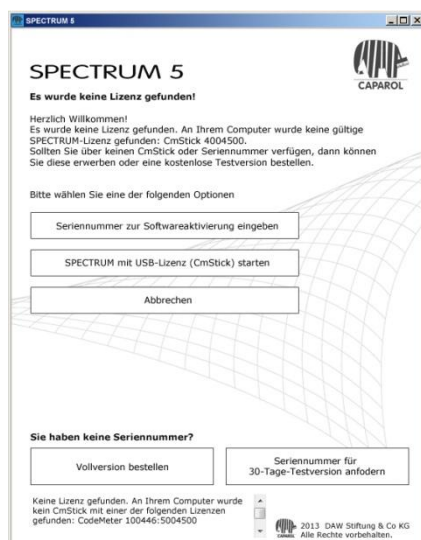 SPECTRUM 5
SPECTRUM 5
CAPAROL
Es wurde keine Lizenz gefunden!
Herzlich Willkommen!
Es wurde keine Lizenz gefunden. An Ihrem Computer wurde keine gültige
SPECTRUM-Lizenz gefunden: CmStick 4004500.
Sollten Sie über keinen CmStick oder Seriennummer verfügen, dann können
Sie diese erwerben oder eine kostenlose Testversion bestellen.
Bitte wählen Sie eine der folgenden Optionen
Seriennummer zur Softwareaktivierung eingeben
SPECTRUM mit USB-Lizenz (CmStick) starten
Abbrechen
Sie haben keine Seriennummer?
Vollversion bestellen
Seriennummer für
30-Tage-Testversion anfodern
Keine Lizenz gefunden. An Ihrem Computer wurde
kein CmStick mit einer der folgenden Lizenzen
gefunden: CodeMeter 100446:5004500
CAPAROL
2013 DAW Stiftung & Co KG
Alle Rechte vorbehalten.